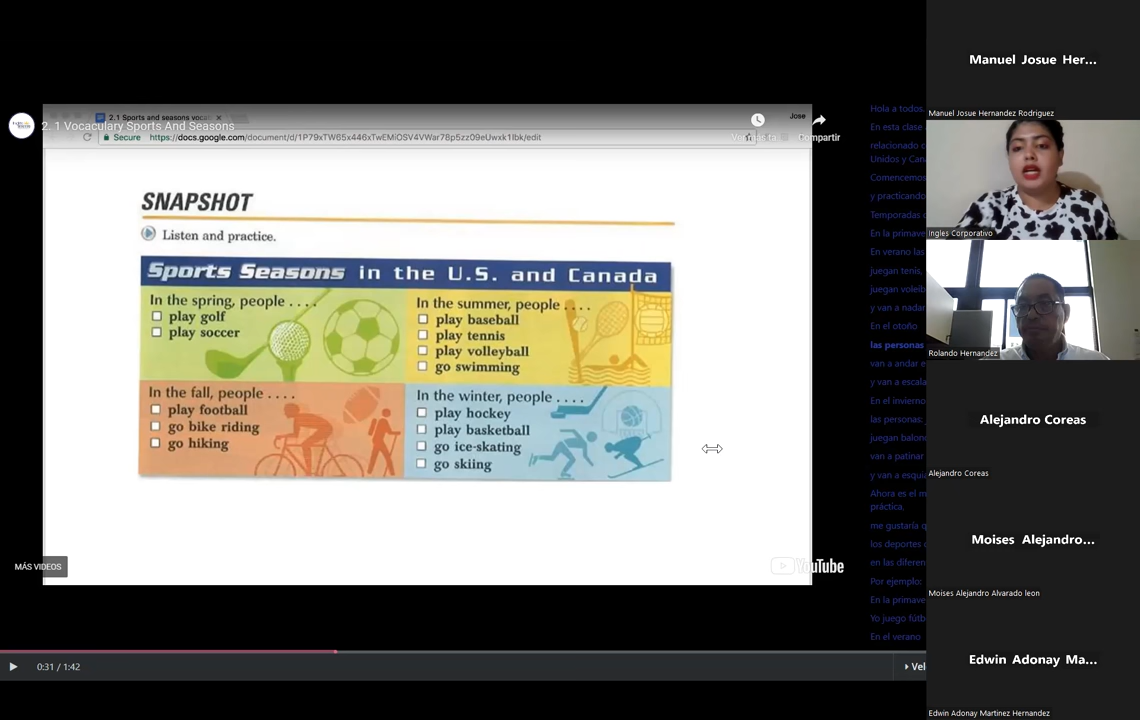 2.1 Sports and seasons vocab
Jose
2. 1 Vocaculary Sports And Seasons
Secure https://docs.google.com/document/d/1P79xTW65x446xTwEMiOSV4VWar78p5zz09eUwxk1Ibk/edit
Compartir
SNAPSHOT
Listen and practice.
Sports Seasons in the U.S. and Canada
In the spring, people . . . .
play golf
play soccer
In the summer, people . . . .
play baseball
play tennis
play volleyball
go swimming
In the fall, people . . . .
play football
go bike riding
go hiking
In the winter, people . . . .
play hockey
play basketball
go ice-skating
go skiing
MÁS VIDEOS
YouTube
0:31 / 1:42
Vel
Hola a todos.
En esta clase
relacionado c
Unidos y Can
Comencemos
y practicando
Temporadas
En la primave
En verano las
juegan tenis,
juegan voleib
y van a nadar
En el otoño
las personas
van a andar e
y van a escala
En el invierno
las personas:
juegan balon
van a patinar
y van a esqui
Ahora es el m
práctica,
me gustaría q
los deportes
en las diferen
Por ejemplo:
En la primave
Yo juego fútb
En el verano
Manuel Josue Her...
Manuel Josue Hernandez Rodriguez
Ingles Corporativo
Rolando Hernandez
Alejandro Coreas
Alejandro Coreas
Moises Alejandro...
Moises Alejandro Alvarado leon
Edwin Adonay Ma...
Edwin Adonay Martinez Hernandez